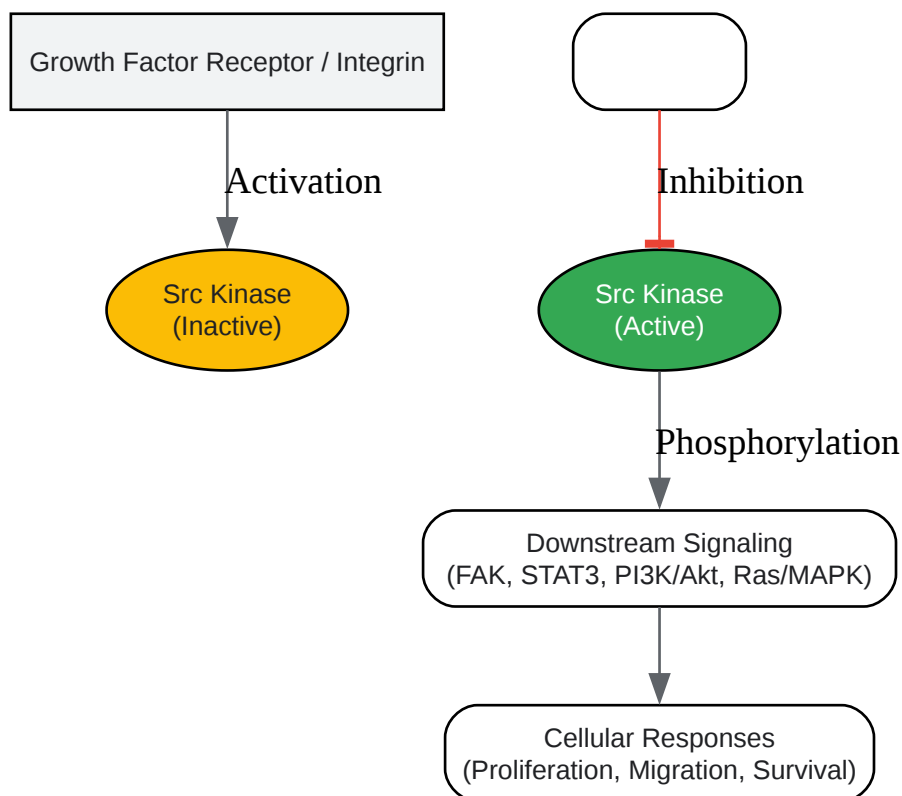 Growth Factor Receptor / Integrin
Activation
Inhibition
Src Kinase
(Inactive)
Src Kinase
(Active)
Phosphorylation
Downstream Signaling
(FAK, STAT3, PI3K/Akt, Ras/MAPK)
Cellular Responses
(Proliferation, Migration, Survival)